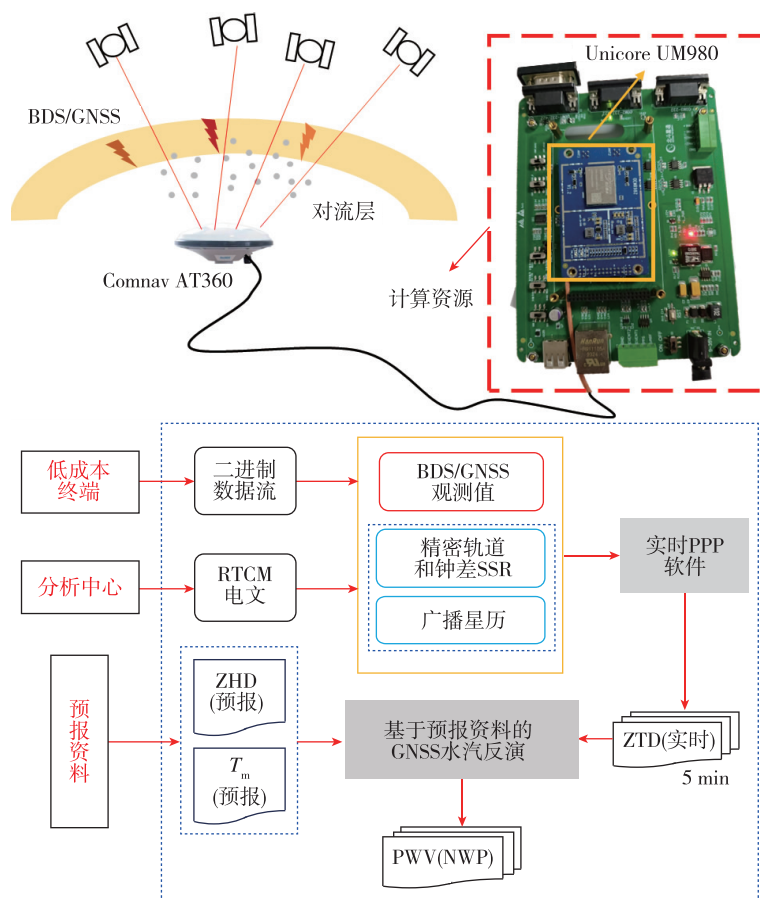 Unicore UM980
BDS/GNSS
对流层
Comnav AT360
计算资源
低成本
终端
二进制
数据流
BDS/GNSS
观测值
精密轨道
和钟差SSR
广播星历
实时PPP
软件
分析中心
RTCM
电文
预报资料
ZHD
(预报)
Tm
(预报)
基于预报资料的
GNSS水汽反演
ZTD(实时)
5 min
PWV(NWP)